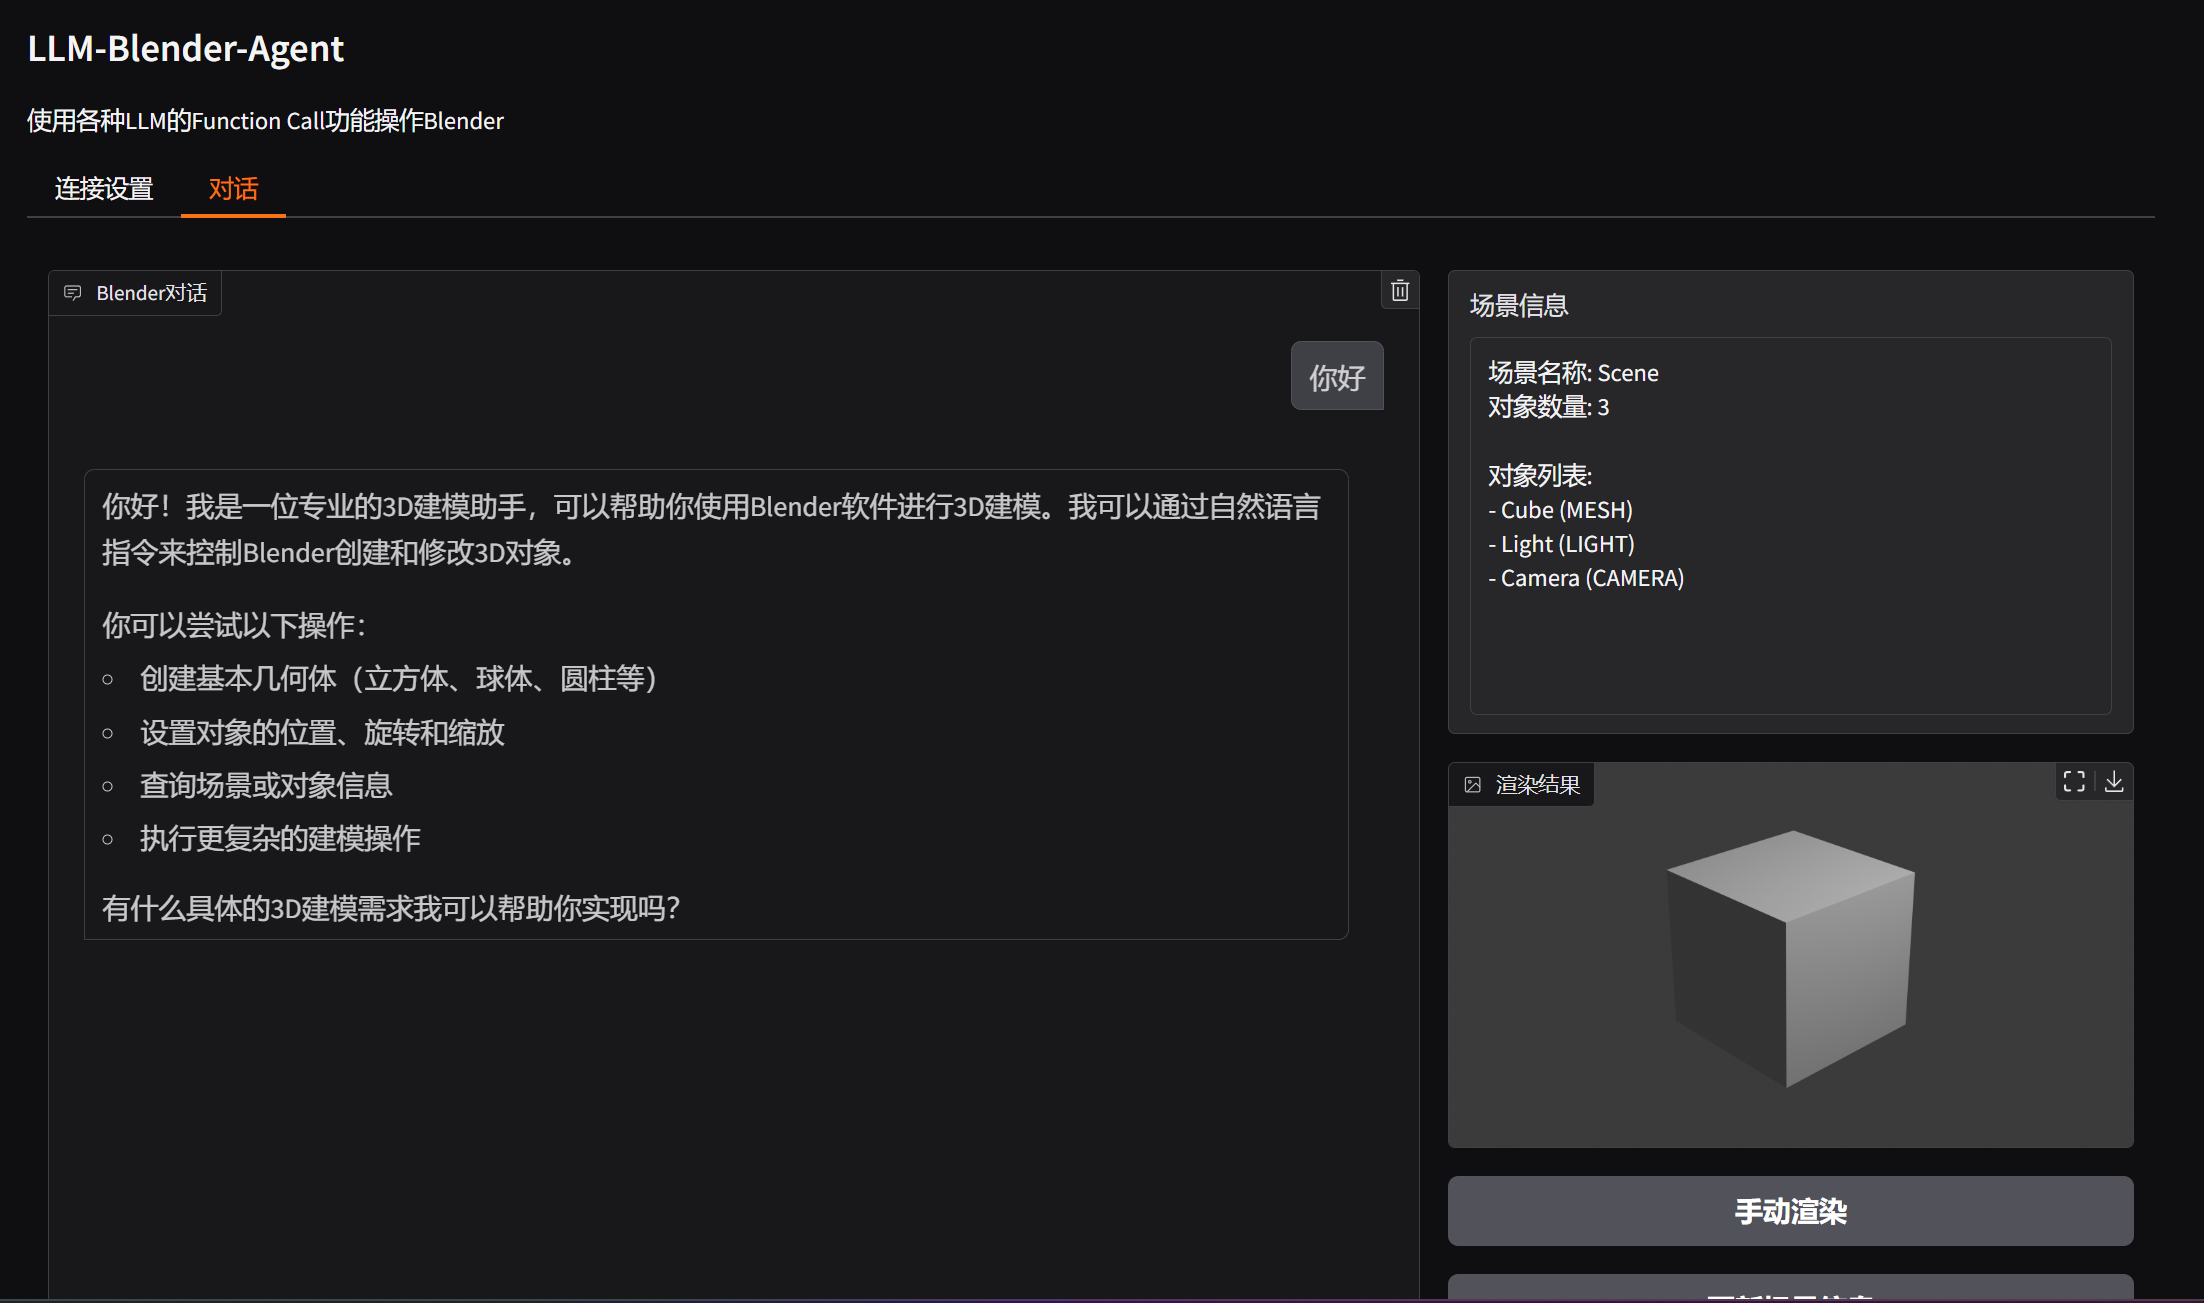 LLM-Blender-Agent
使用各种LLM的Function Call功能操作Blender
连接设置
对话
Blender对话
你好
你好！我是一位专业的3D建模助手，可以帮助你使用Blender软件进行3D建模。我可以通过自然语言
指令来控制Blender创建和修改3D对象。
你可以尝试以下操作：
创建基本几何体（立方体、球体、圆柱等）
设置对象的位置、旋转和缩放
查询场景或对象信息
执行更复杂的建模操作
有什么具体的3D建模需求我可以帮助你实现吗？
场景信息
场景名称: Scene
对象数量: 3
对象列表:
- Cube (MESH)
- Light (LIGHT)
- Camera (CAMERA)
渲染结果
手动渲染